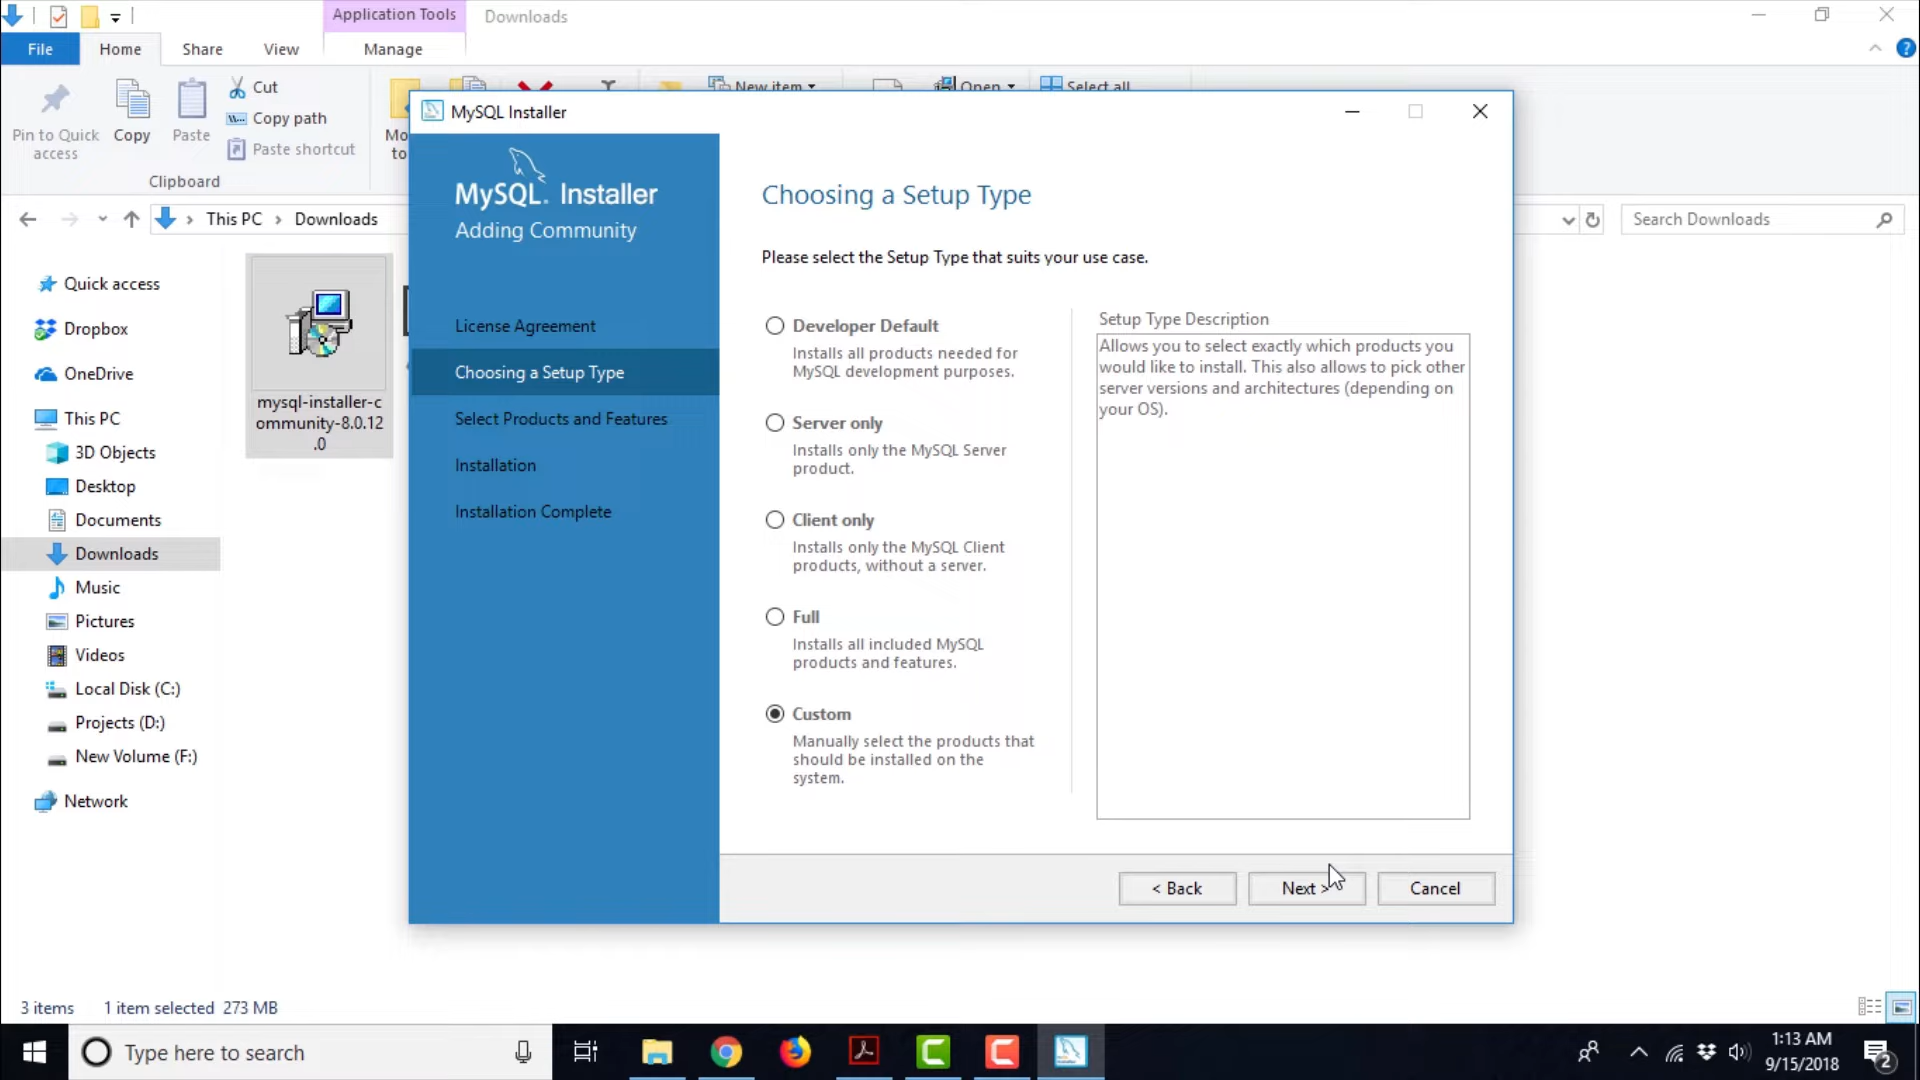 Application Tools
Downloads
File
Home
Share
View
Manage
Pin to Quick
access
Copy
Paste
Cut
Copy path
Paste shortcut
Clipboard
Mo
to
New item
Open
Select all
This PC
Downloads
Search Downloads
Quick access
Dropbox
OneDrive
This PC
3D Objects
Desktop
Documents
Downloads
Music
Pictures
Videos
Local Disk (C:)
Projects (D:)
New Volume (F:)
Network
mysql-installer-c
ommunity-8.0.12
.0
MySQL Installer
MySQL. Installer
Adding Community
License Agreement
Choosing a Setup Type
Select Products and Features
Installation
Installation Complete
Choosing a Setup Type
Please select the Setup Type that suits your use case.
Developer Default
Installs all products needed for
MySQL development purposes.
Server only
Installs only the MySQL Server
product.
Client only
Installs only the MySQL Client
products, without a server.
Full
Installs all included MySQL
products and features.
Custom
Manually select the products that
should be installed on the
system.
Setup Type Description
Allows you to select exactly which products you
would like to install. This also allows to pick other
server versions and architectures (depending on
your OS).
< Back
Next >
Cancel
3 items
1 item selected 273 MB
Type here to search
1:13 AM
9/15/2018
2